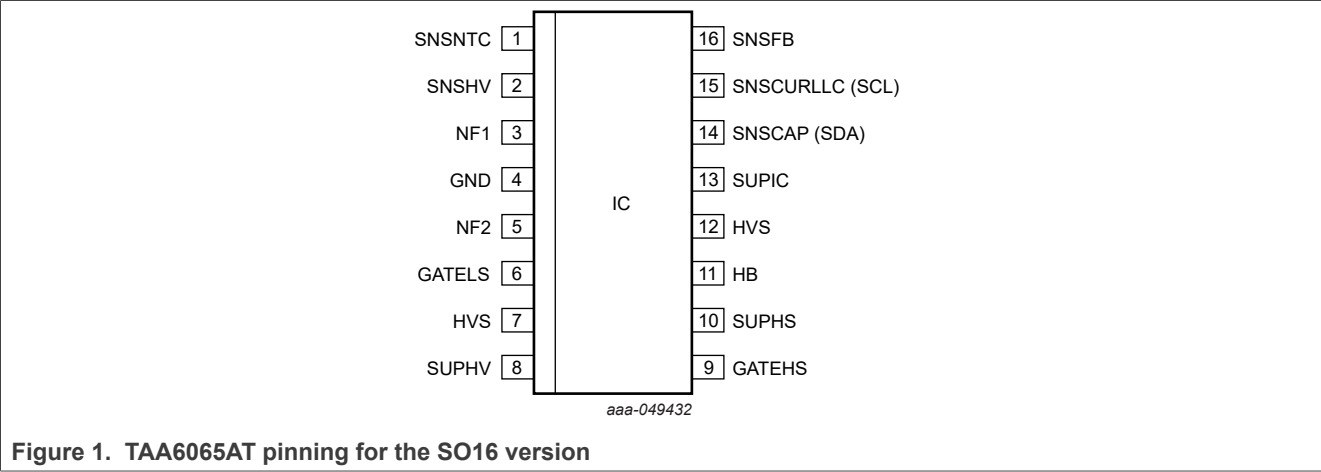 SNSNTC 1 16 SNSFB
SNSHV 2 15 SNSCURLLC (SCL)
NF1 3 14 SNSCAP (SDA)
GND 4 13 SUPIC
IC
NF2 5 12 HVS
GATELS 6 11 HB
HVS 7 10 SUPHS
SUPHV 8 9 GATEHS
aaa-049432
Figure 1. TAA6065AT pinning for the SO16 version